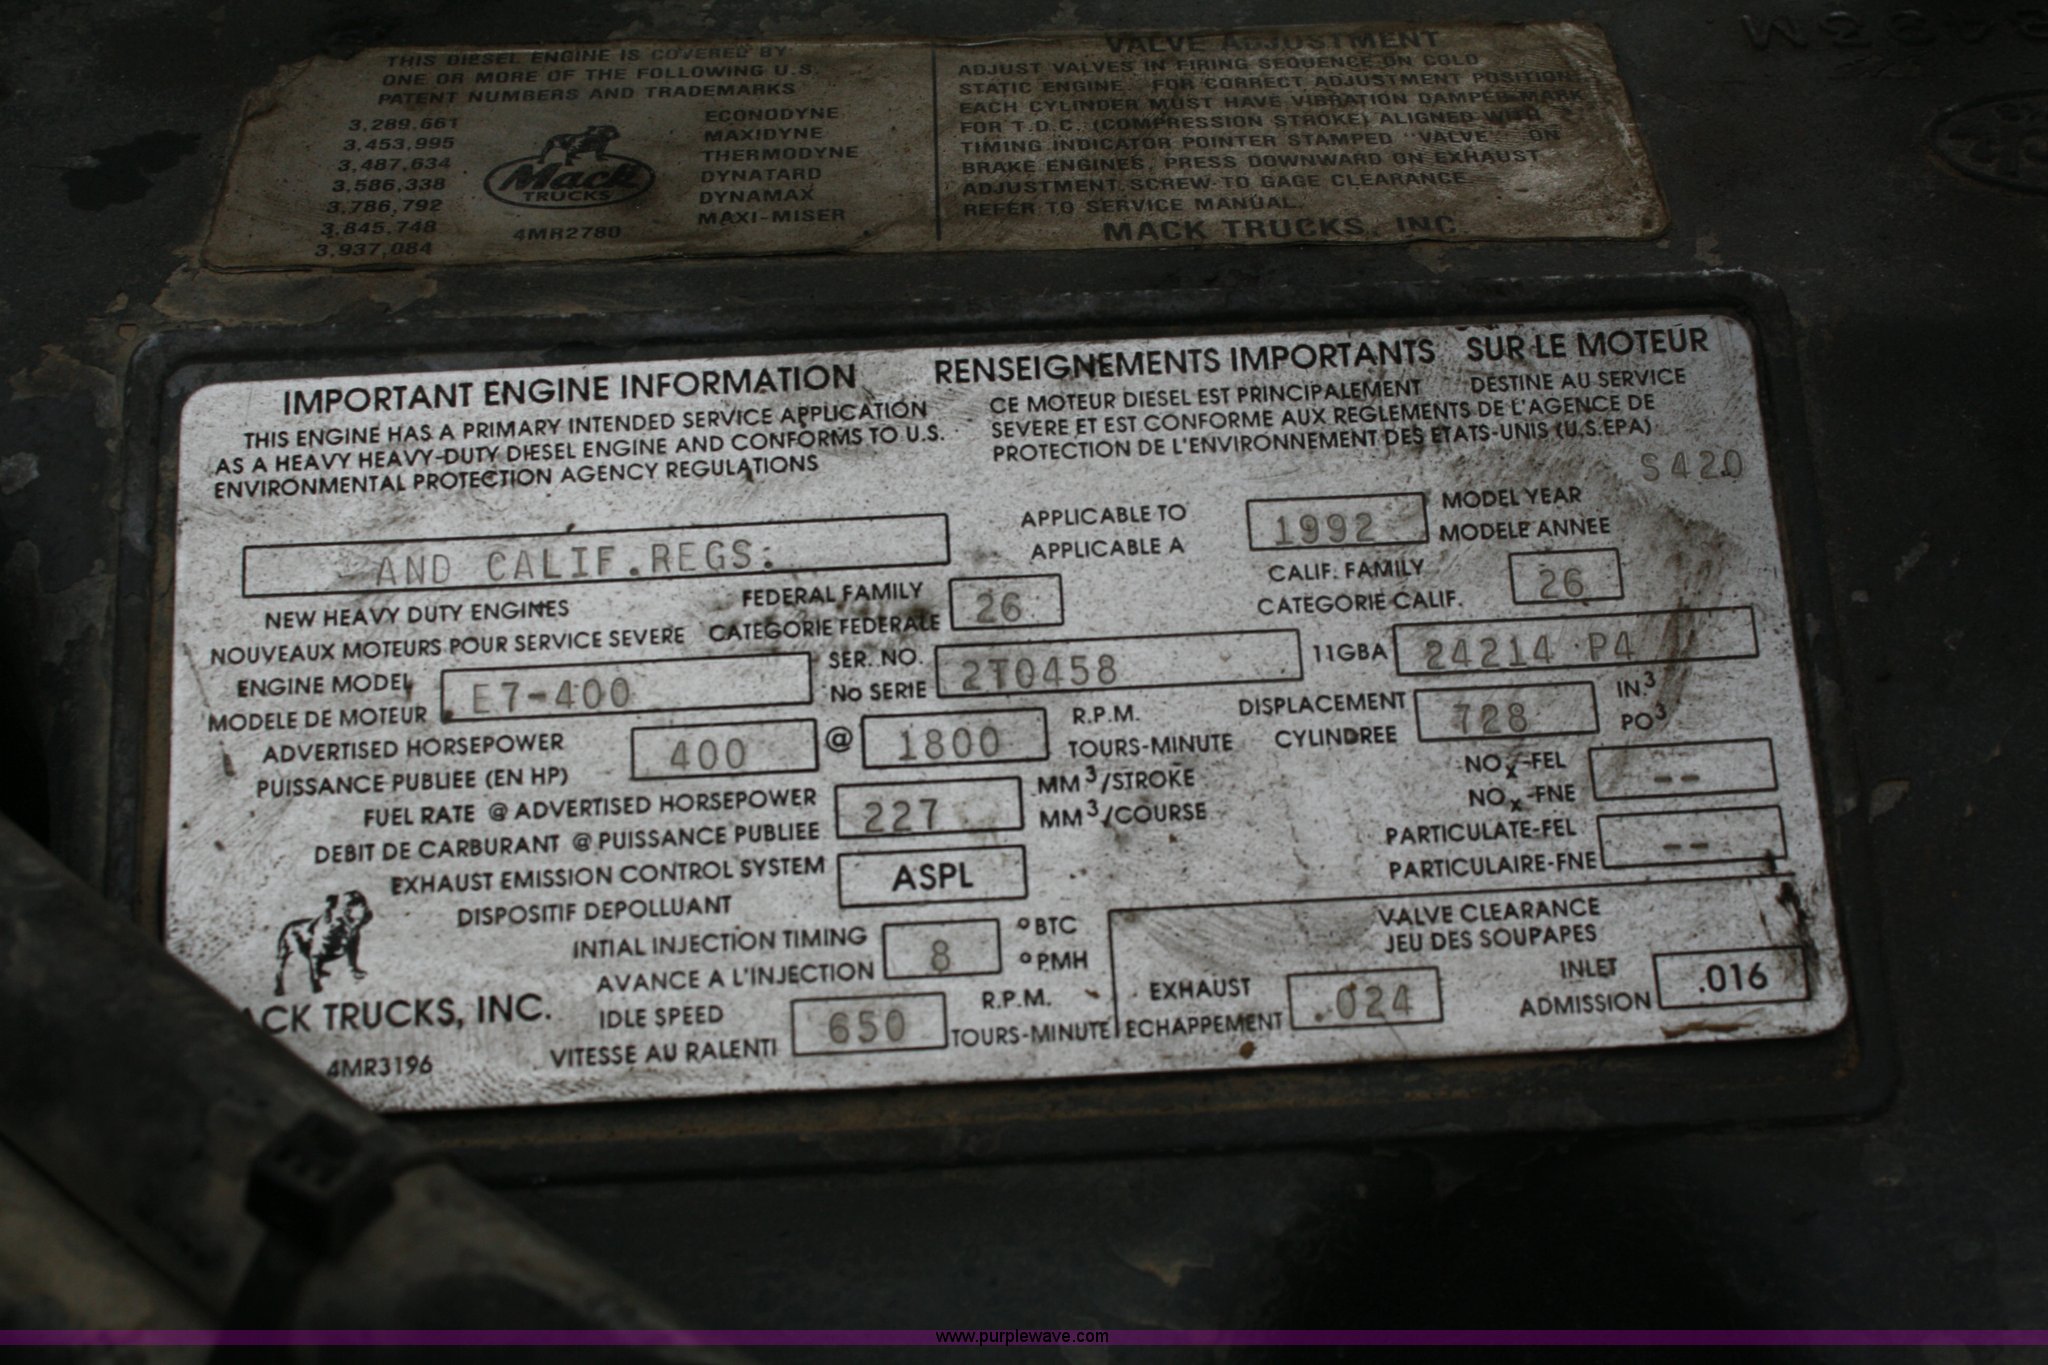 THIS DIESEL ENGINE IS COVERED BY
ONE OR MORE OF THE FOLLOWING U.S.
PATENT NUMBERS AND TRADEMARKS
3,289,661
3,453,995
3,487,634
3,586,338
3,786,792
3,845,748
3,937,084
Mack
TRUCKS
4MR2780
ECONODYNE
MAXIDYNE
THERMODYNE
DYNATARD
DYNAMAX
MAXI-MISER
VALVE ADJUSTMENT
ADJUST VALVES IN FIRING SEQUENCE ON COLD
STATIC ENGINE. FOR CORRECT ADJUSTMENT POSITION,
EACH CYLINDER MUST HAVE VIBRATION DAMPER MARK
FOR T.D.C. (COMPRESSION STROKE) ALIGNED WITH
TIMING INDICATOR POINTER STAMPED "VALVE". ON
BRAKE ENGINES, PRESS DOWNWARD ON EXHAUST
ADJUSTMENT SCREW TO GAGE CLEARANCE.
REFER TO SERVICE MANUAL.
MACK TRUCKS, INC.
IMPORTANT ENGINE INFORMATION
THIS ENGINE HAS A PRIMARY INTENDED SERVICE APPLICATION
AS A HEAVY HEAVY-DUTY DIESEL ENGINE AND CONFORMS TO U.S.
ENVIRONMENTAL PROTECTION AGENCY REGULATIONS
RENSEIGNEMENTS IMPORTANTS SUR LE MOTEUR
CE MOTEUR DIESEL EST PRINCIPALEMENT DESTINE AU SERVICE
SEVERE ET EST CONFORME AUX REGLEMENTS DE L'AGENCE DE
PROTECTION DE L'ENVIRONNEMENT DES ETATS-UNIS (U.S.EPA)
S420
AND CALIF.REGS.
APPLICABLE TO
APPLICABLE A
1992
MODEL YEAR
MODELE ANNEE
NEW HEAVY DUTY ENGINES
NOUVEAUX MOTEURS POUR SERVICE SEVERE
FEDERAL FAMILY
CATEGORIE FEDERALE
26
CALIF. FAMILY
CATEGORIE CALIF.
26
ENGINE MODEL
MODELE DE MOTEUR
E7-400
SER. NO.
No SERIE
2T0458
11GBA
24214 P4
ADVERTISED HORSEPOWER
PUISSANCE PUBLIEE (EN HP)
400
@
1800
R.P.M.
TOURS-MINUTE
DISPLACEMENT
CYLINDREE
728
IN.3
PO3
FUEL RATE @ ADVERTISED HORSEPOWER
DEBIT DE CARBURANT @ PUISSANCE PUBLIEE
227
MM3/STROKE
MM3/COURSE
NOx-FEL
NOx-FNE
--
EXHAUST EMISSION CONTROL SYSTEM
DISPOSITIF DEPOLLUANT
ASPL
PARTICULATE-FEL
PARTICULAIRE-FNE
--
INTIAL INJECTION TIMING
AVANCE A L'INJECTION
8
°BTC
°PMH
VALVE CLEARANCE
JEU DES SOUPAPES
IDLE SPEED
VITESSE AU RALENTI
650
R.P.M.
TOURS-MINUTE
EXHAUST
ECHAPPEMENT
.024
INLET
ADMISSION
.016
ACK TRUCKS, INC.
4MR3196
www.purplewave.com